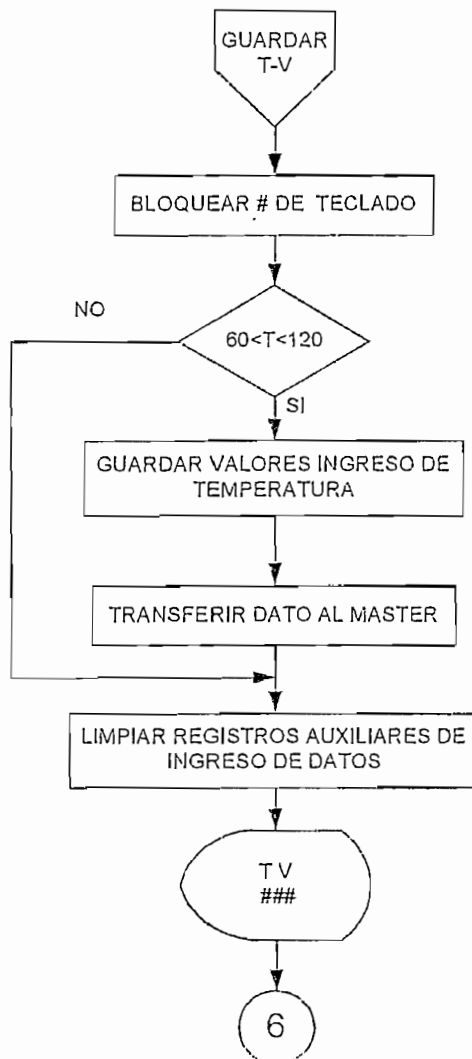 GUARDAR
T-V
BLOQUEAR # DE TECLADO
NO
60<T<120
SI
GUARDAR VALORES INGRESO DE
TEMPERATURA
TRANSFERIR DATO AL MASTER
LIMPIAR REGISTROS AUXILIARES DE
INGRESO DE DATOS
T V
###
6